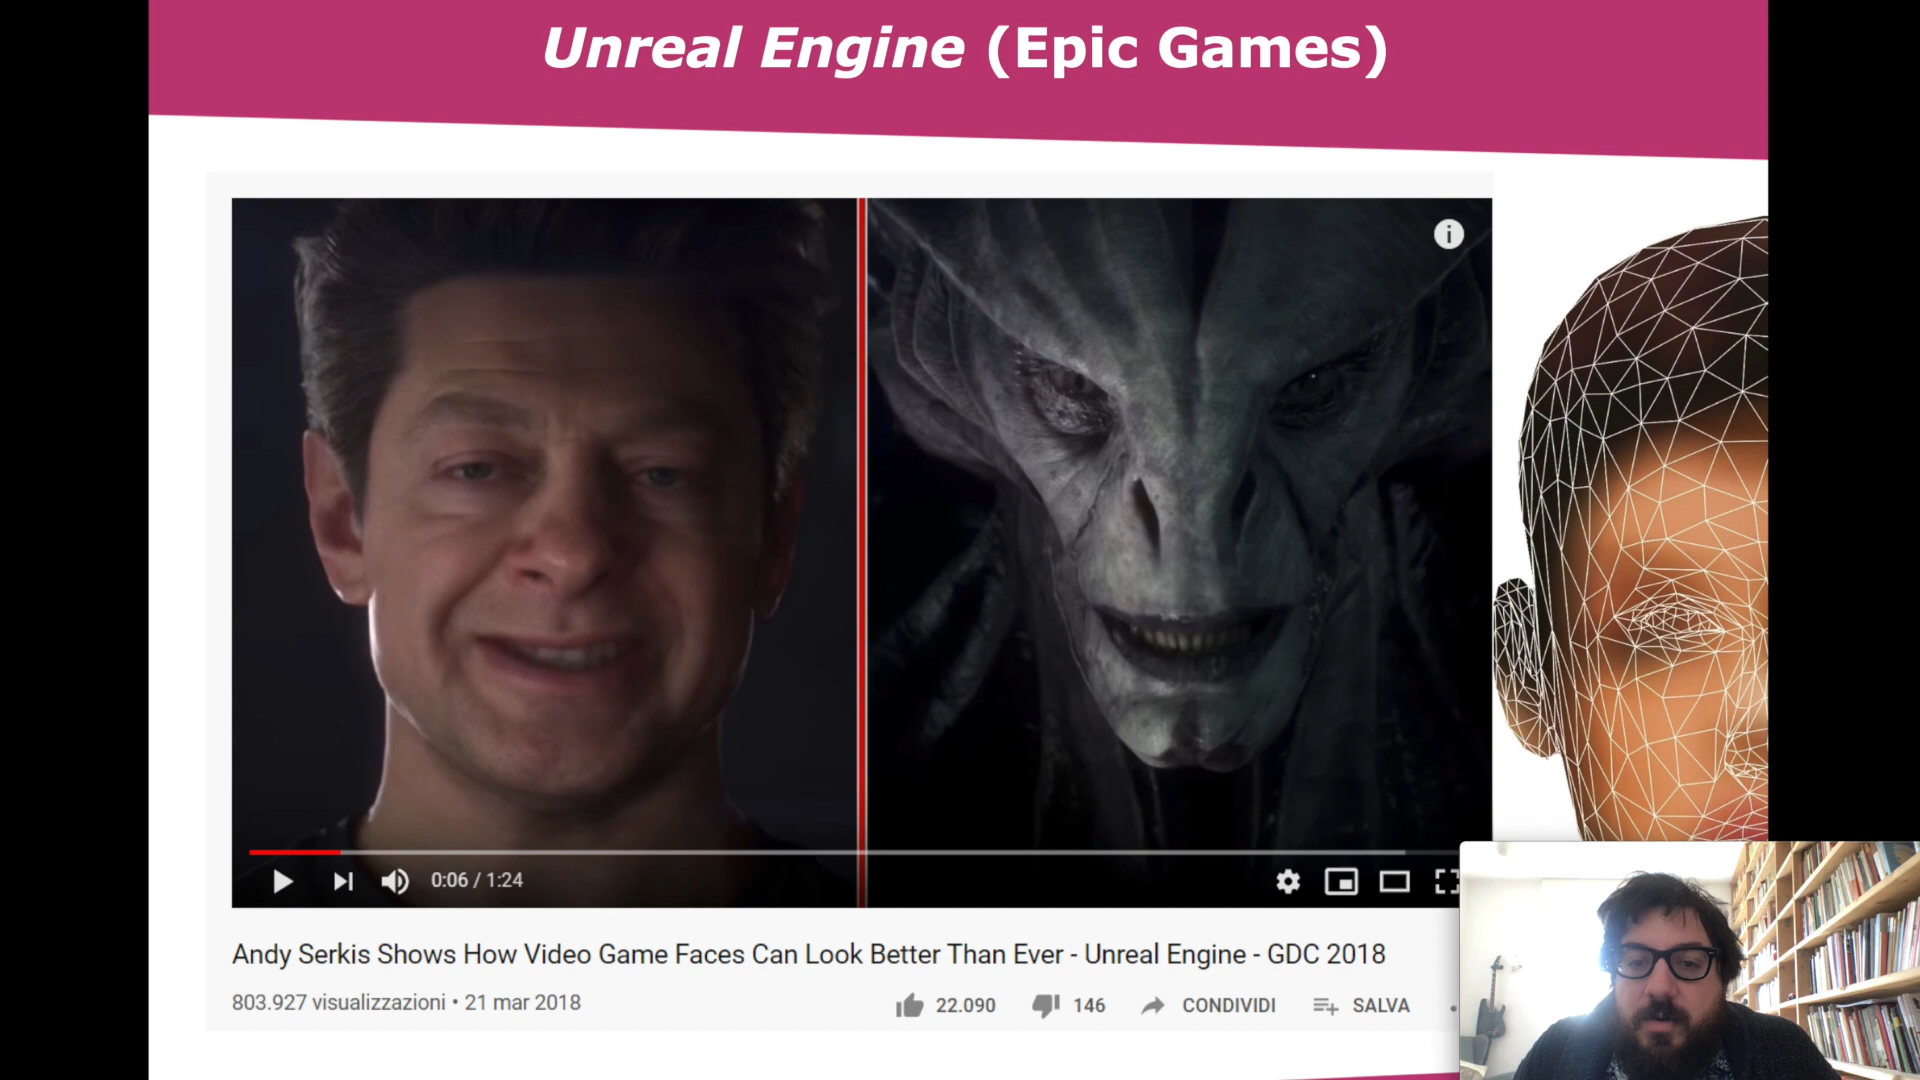 Unreal Engine (Epic Games)
i
0:06 / 1:24
Andy Serkis Shows How Video Game Faces Can Look Better Than Ever - Unreal Engine - GDC 2018
803.927 visualizzazioni • 21 mar 2018
22.090
146
CONDIVIDI
SALVA